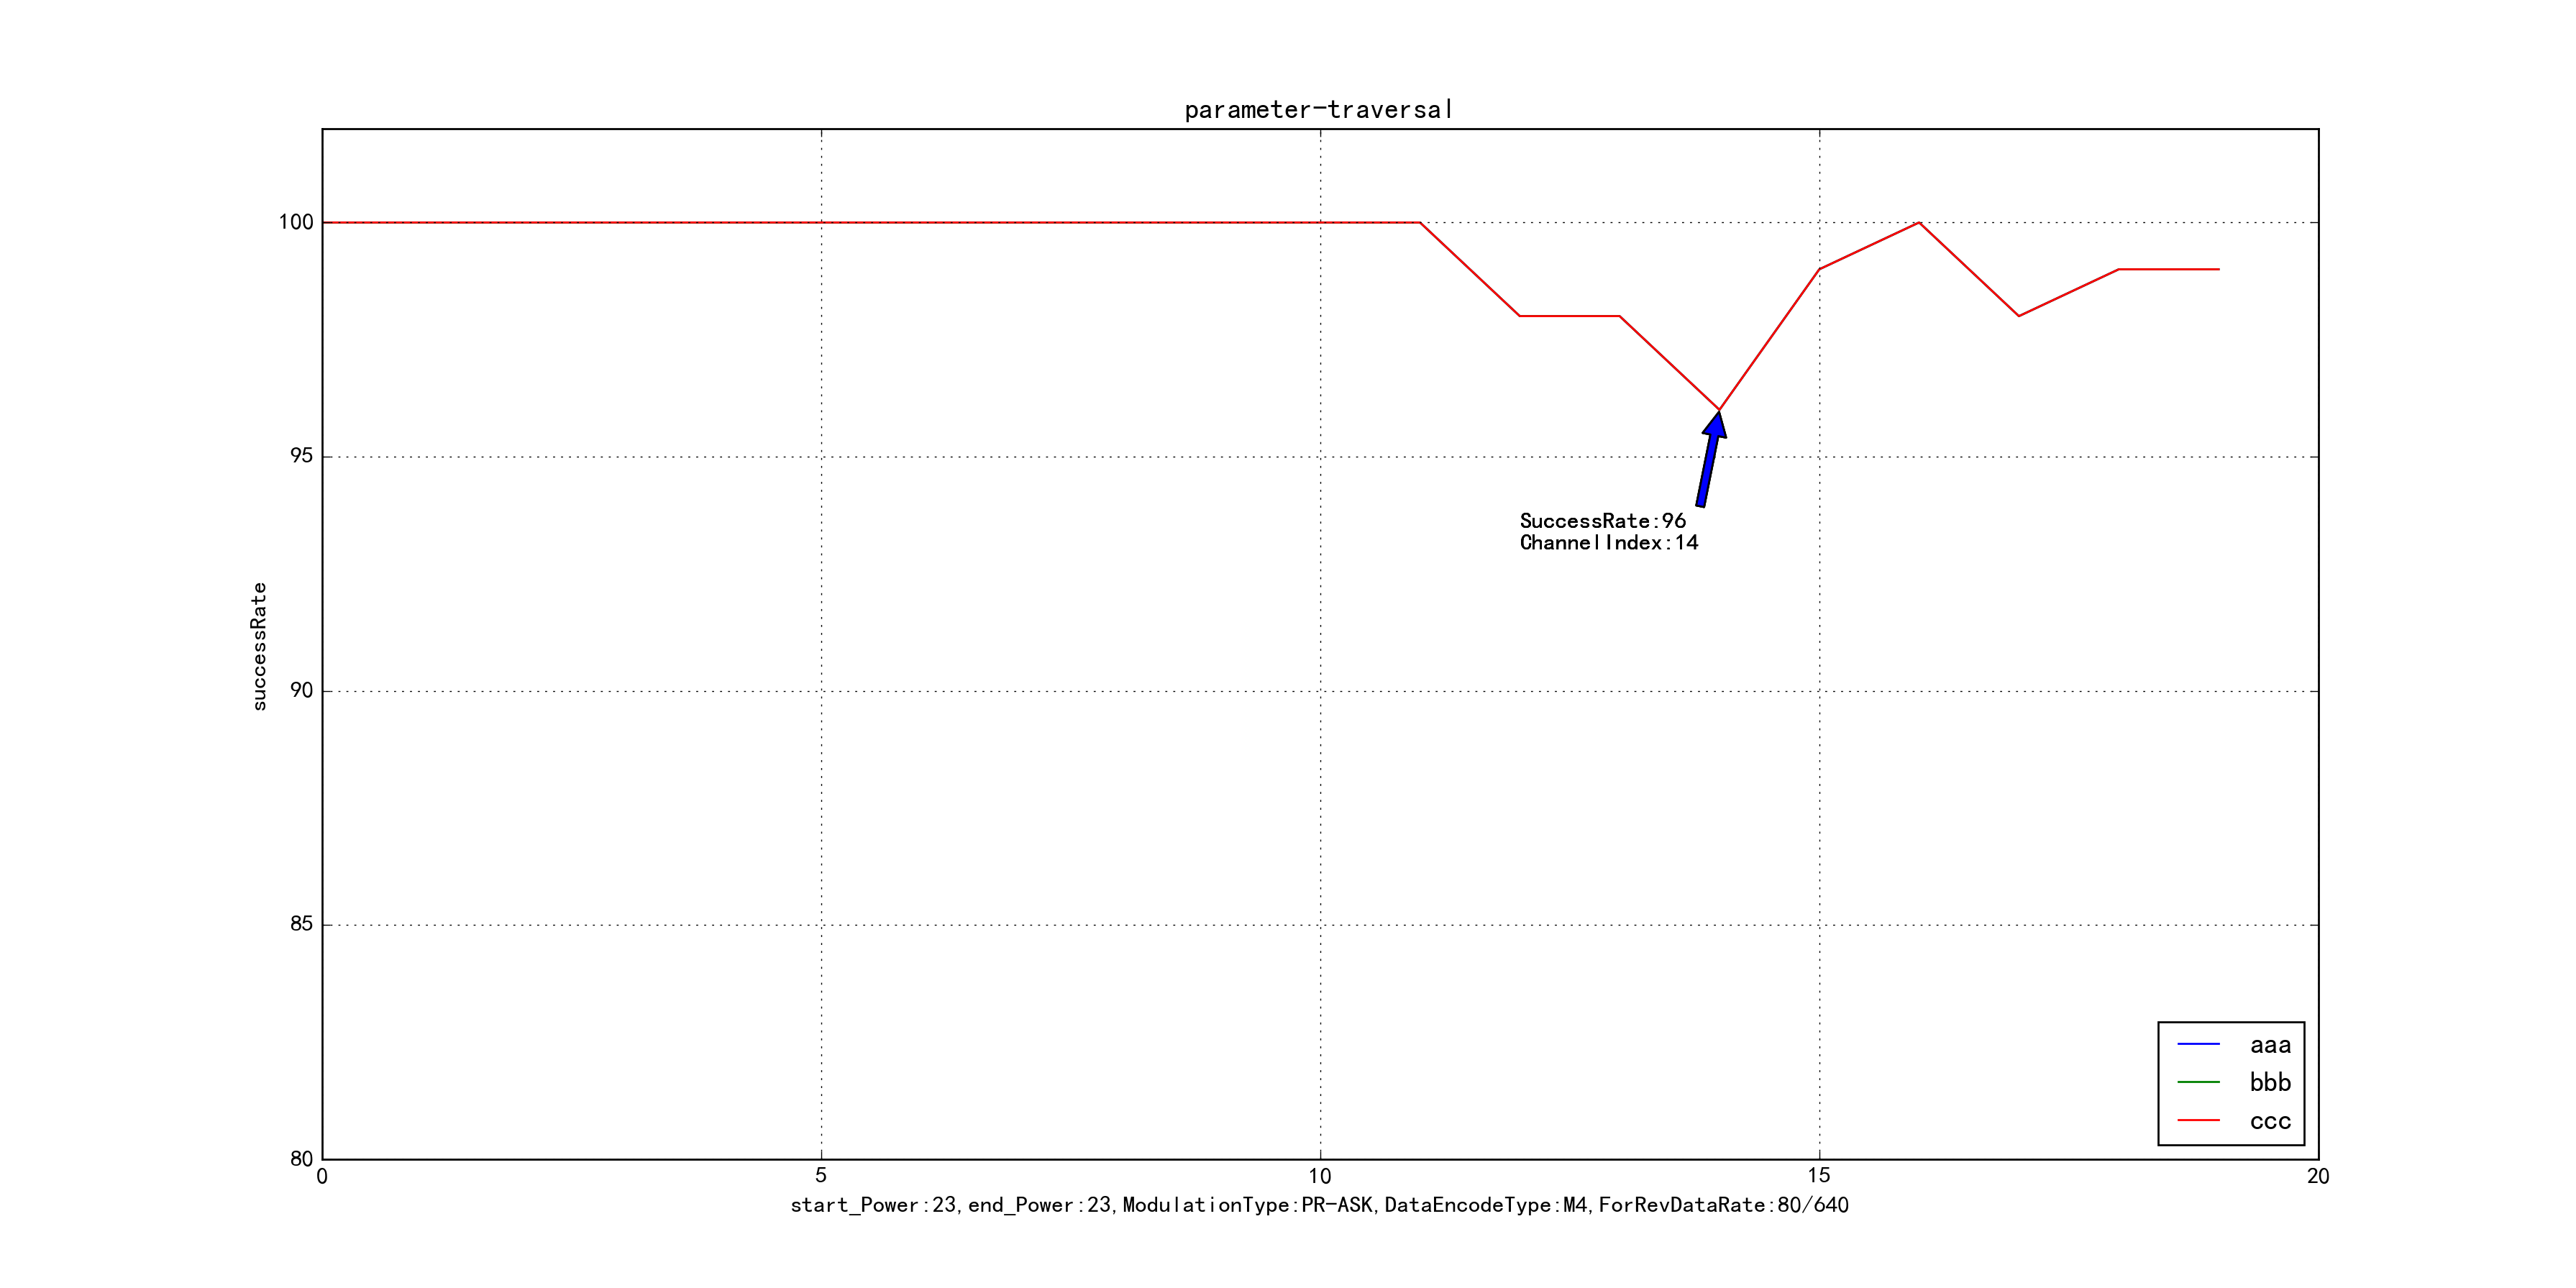 parameter-traversal
100
95
90
85
80
successRate
SuccessRate:96
ChannelIndex:14
aaa
bbb
ccc
0 5 10 15 20
start_Power:23,end_Power:23,ModulationType:PR-ASK,DataEncodeType:M4,ForRevDataRate:80/640